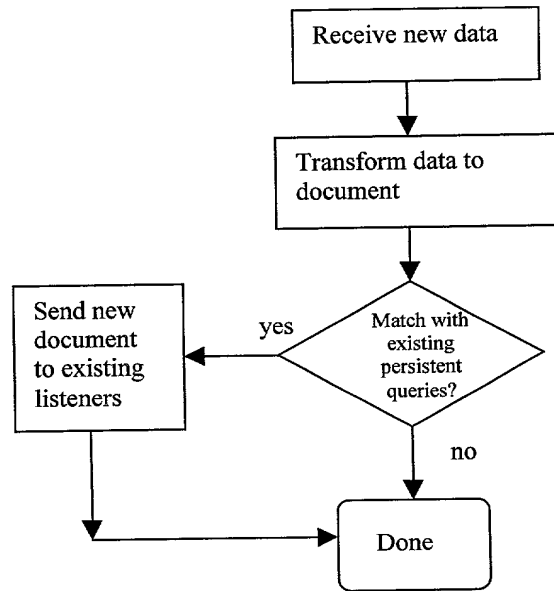 Receive new data
Transform data to
document
Match with
existing
persistent
queries?
yes
Send new
document
to existing
listeners
no
Done